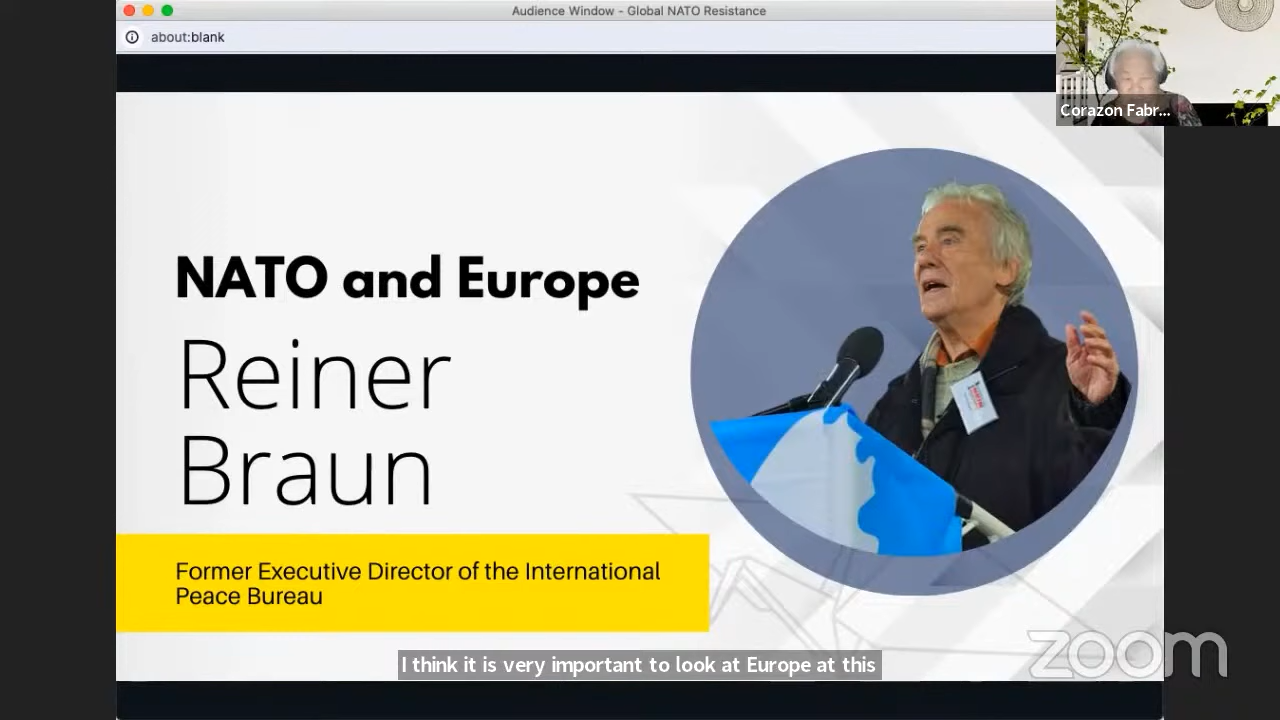 Audience Window - Global NATO Resistance
about:blank
Corazon Fabr...
NATO and Europe
Reiner
Braun
Former Executive Director of the International
Peace Bureau
I think it is very important to look at Europe at this
zoom